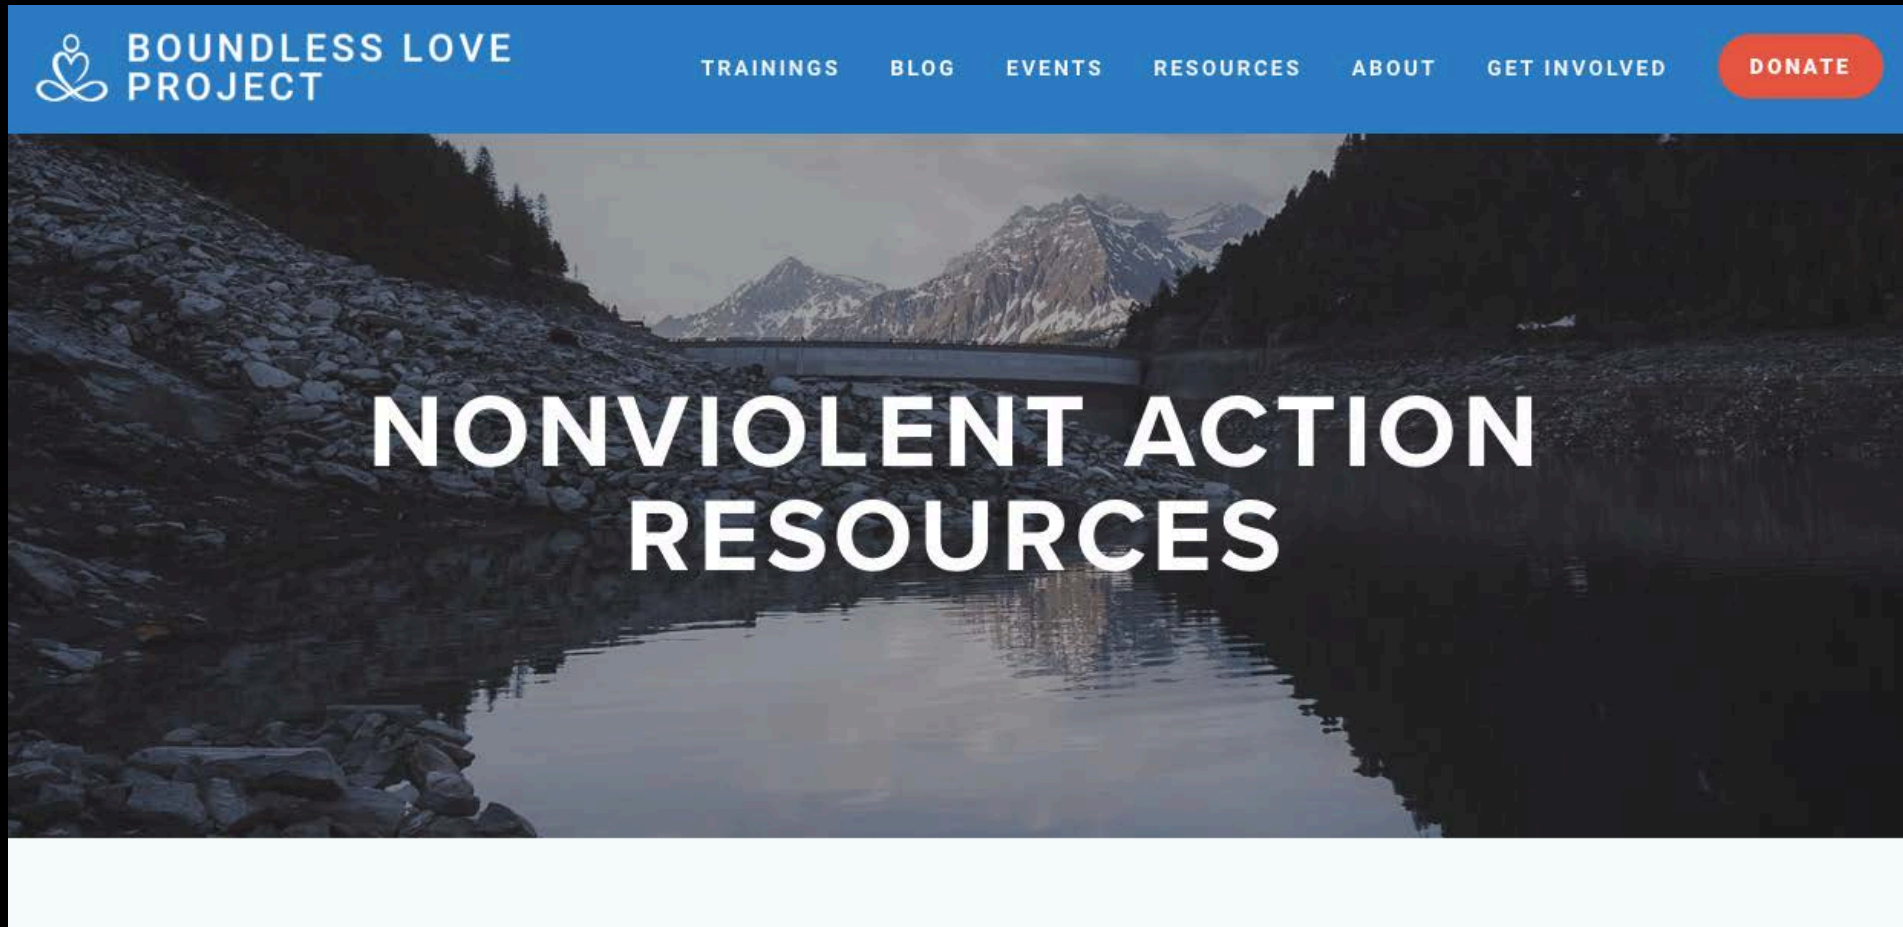 BOUNDLESS LOVE
PROJECT
TRAININGS BLOG EVENTS RESOURCES ABOUT GET INVOLVED DONATE
NONVIOLENT ACTION
RESOURCES